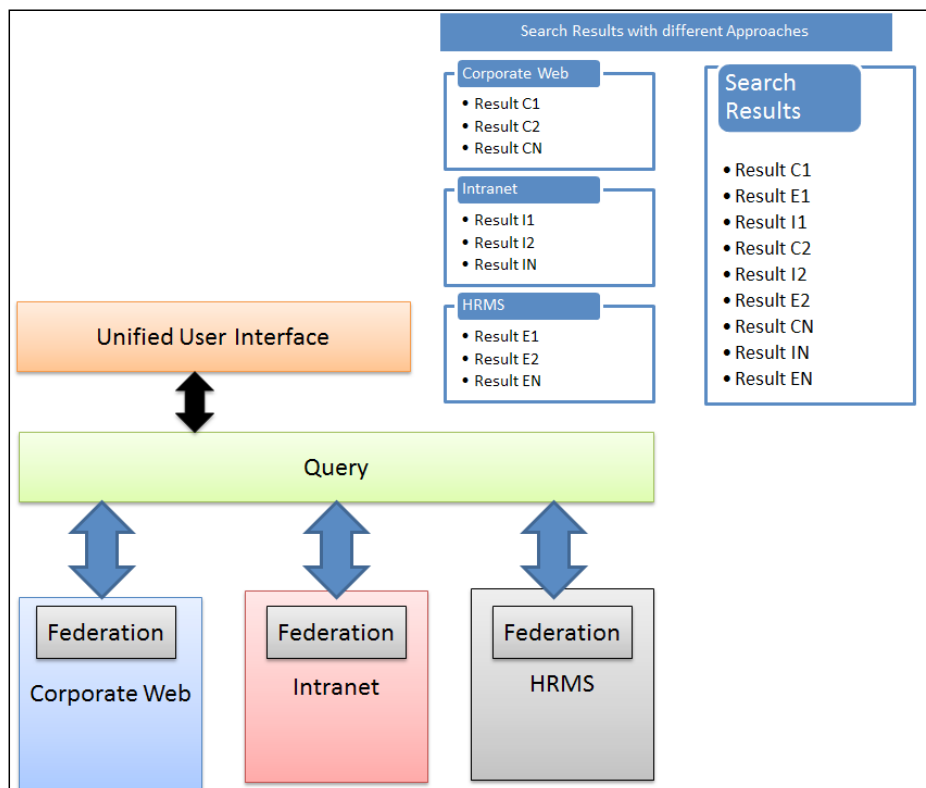 Search Results with different Approaches
Corporate Web
• Result C1
• Result C2
• Result CN
Intranet
• Result I1
• Result I2
• Result IN
HRMS
• Result E1
• Result E2
• Result EN
Search
Results
• Result C1
• Result E1
• Result I1
• Result C2
• Result I2
• Result E2
• Result CN
• Result IN
• Result EN
Unified User Interface
Query
Federation
Corporate Web
Federation
Intranet
Federation
HRMS